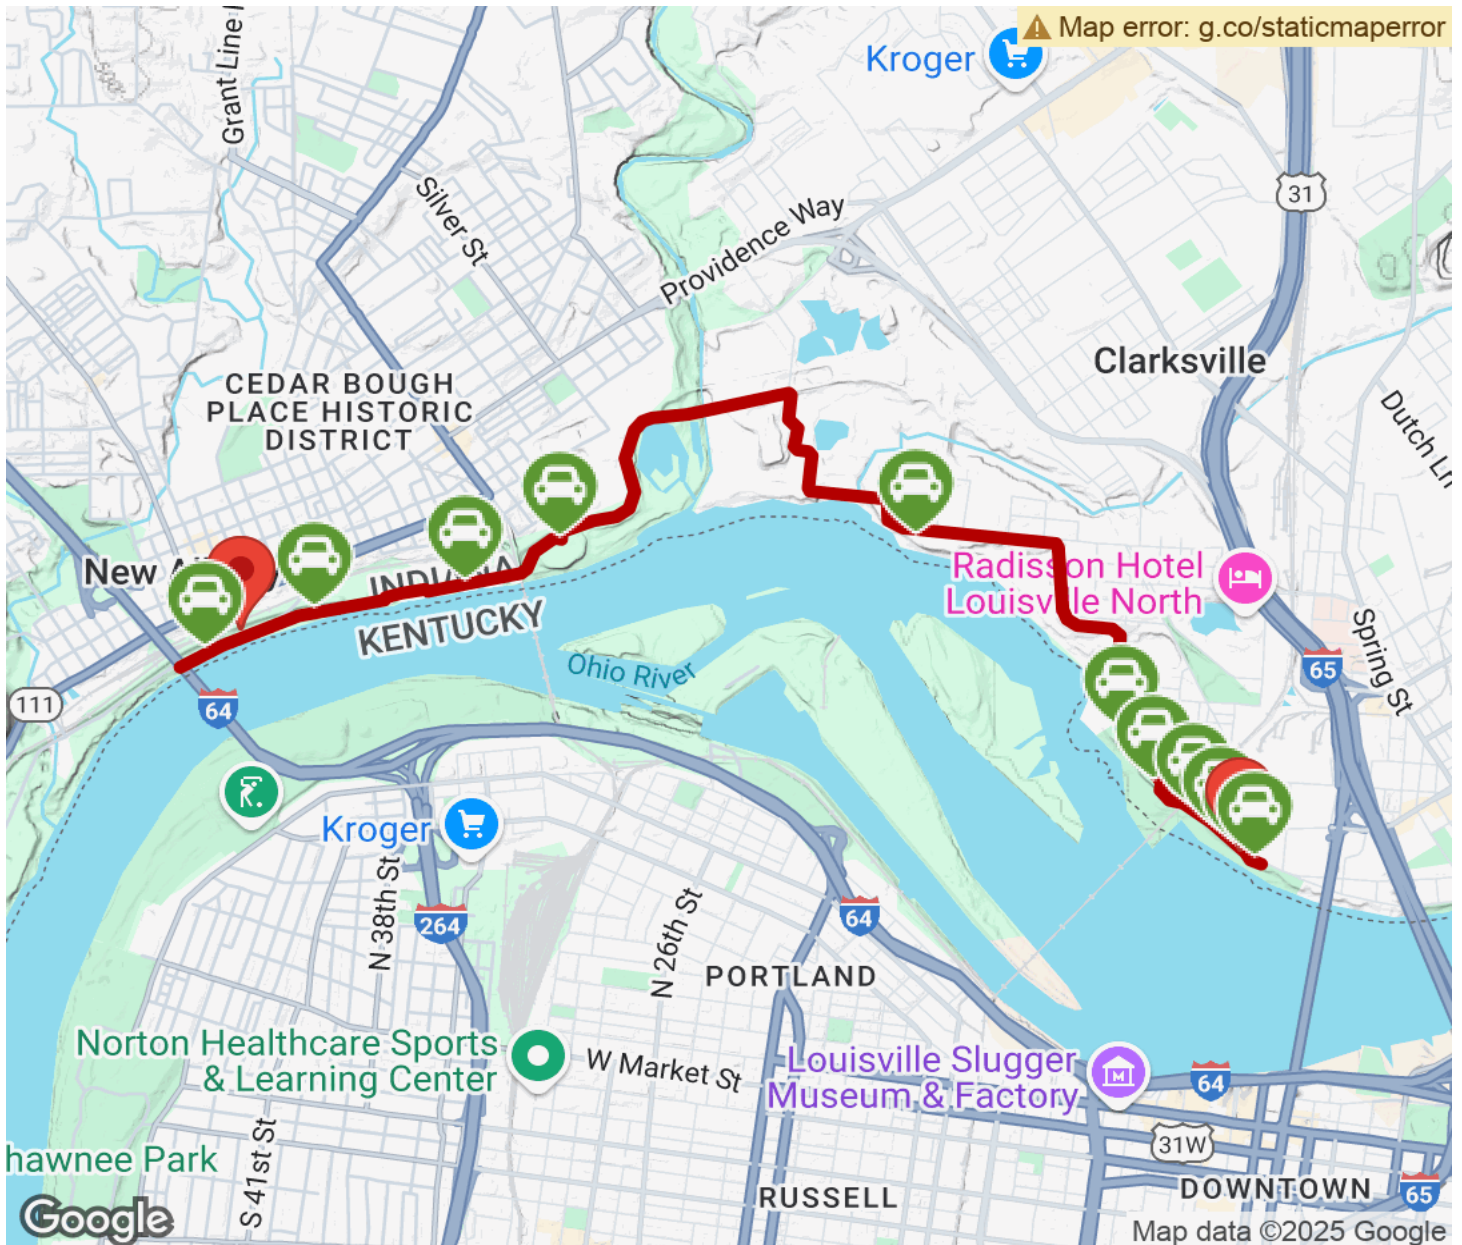 Map error: g.co/staticmaperror
Kroger
Grant Line
31
Silver St
Providence Way
Clarksville
CEDAR BOUGH
PLACE HISTORIC
DISTRICT
Dutch Ln
New
INDIANA
KENTUCKY
Radisson Hotel
Louisville North
Ohio River
Spring St
65
111
64
Kroger
N 38th St
264
N 26th St
64
PORTLAND
Norton Healthcare Sports
& Learning Center
W Market St
Louisville Slugger
Museum & Factory
M
64
31W
hawnee Park
S 41st St
RUSSELL
DOWNTOWN
65
Google
Map data ©2025 Google